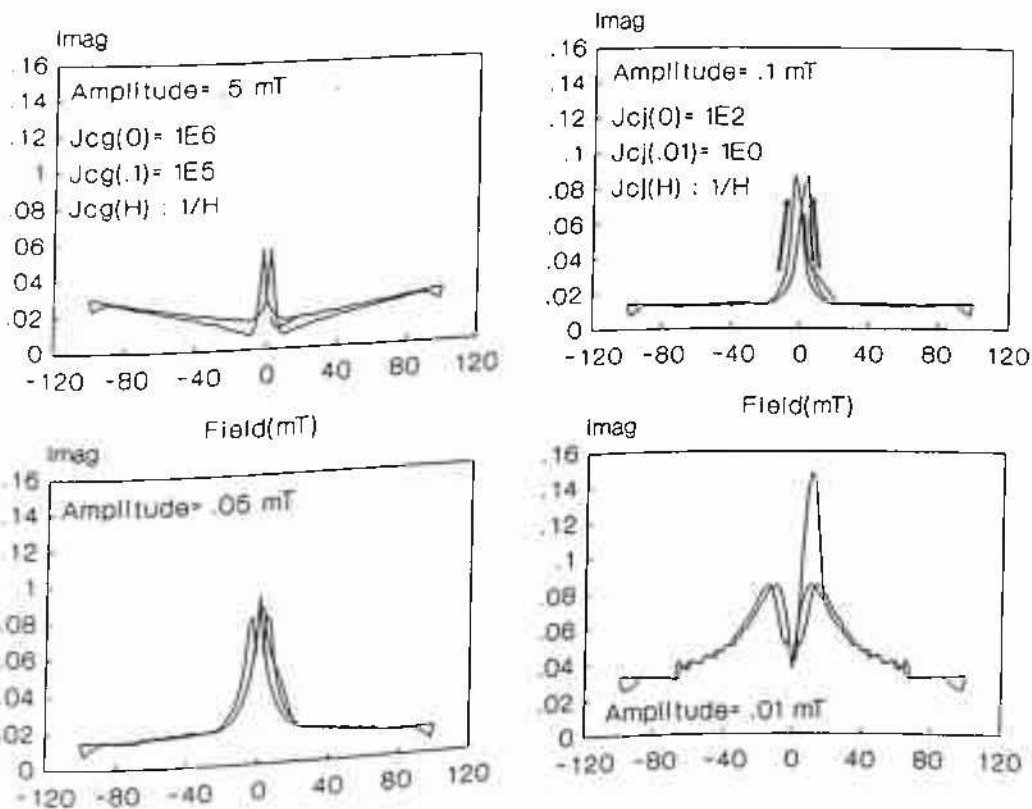 Imag
.16
Amplitude= .5 mT
.14
Jcg(0)= 1E6
.12
Jcg(.1)= 1E5
.1
Jcg(H) : 1/H
.08
.06
.04
.02
0
-120 -80 -40 0 40 80 120
Field(mT)
Imag
.16
Amplitude= .1 mT
.14
Jcj(0)= 1E2
.12
Jcj(.01)= 1E0
.1
Jcj(H) : 1/H
.08
.06
.04
.02
0
-120 -80 -40 0 40 80 120
Field(mT)
Imag
.16
Amplitude= .05 mT
.14
.12
.1
0.08
0.06
0.04
0.02
0
-120 -80 -40 0 40 80 120
Imag
.16
.14
.12
.1
.08
.06
.04
.02
Amplitude= .01 mT
0
-120 -80 -40 0 40 80 120